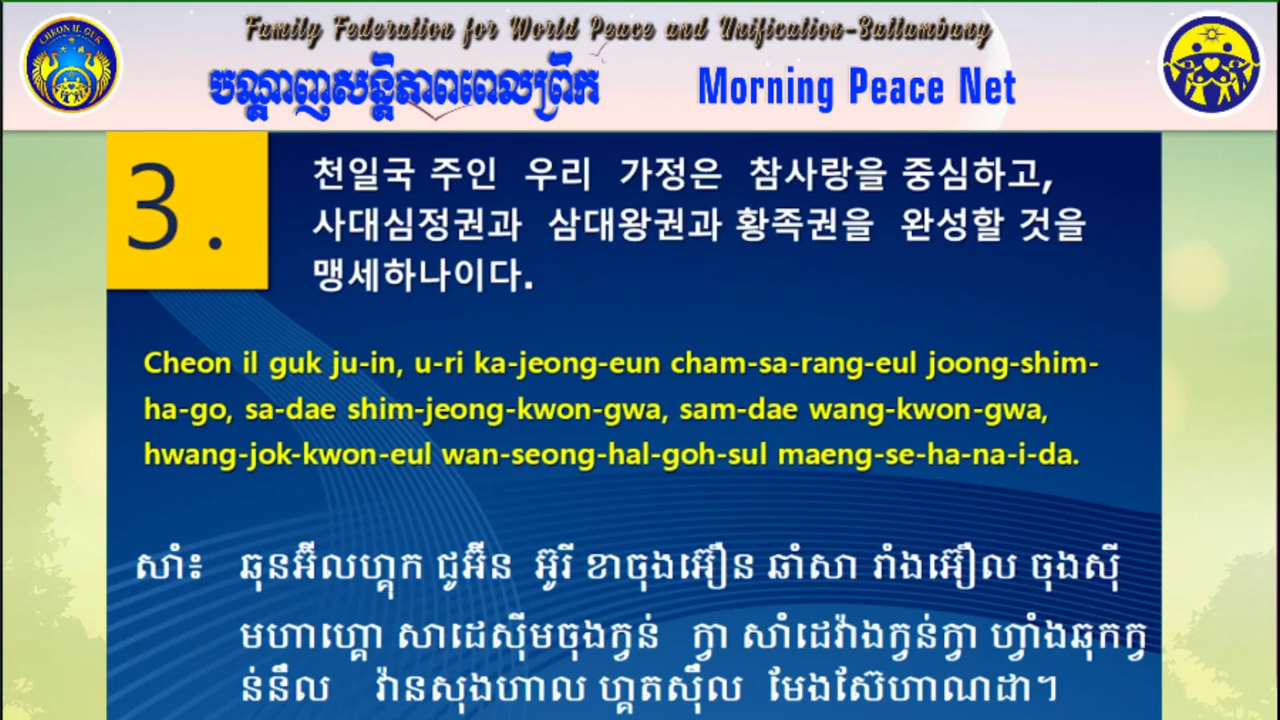 Family Federation for World Peace and Unification-Battambang
បណ្ដាញសន្តិភាពពេលព្រឹក Morning Peace Net
CHEON IL GUK
3.
천일국 주인 우리 가정은 참사랑을 중심하고,
사대심정권과 삼대왕권과 황족권을 완성할 것을
맹세하나이다.
Cheon il guk ju-in, u-ri ka-jeong-eun cham-sa-rang-eul joong-shim-
ha-go, sa-dae shim-jeong-kwon-gwa, sam-dae wang-kwon-gwa,
hwang-jok-kwon-eul wan-seong-hal-goh-sul maeng-se-ha-na-i-da.
សាំ៖ ឆុនអ៊ីលហ្គុក ជូអ៊ីន អ៊ូរី ខាចុងអ៊ឿន ឆាំសា រ៉ាំងអ៊ឿល ចុងស៊ី
មហាហ្គោ សាដេស៊ីមចុងក្វន់ ក្វា សាំដេវ៉ាងក្វន់ក្វា ហ្វាំងឆុកក្វ
ន់នឹល វ៉ានសុងហាល ហ្គតស៊ឹល មែងស៊ែហាណដា។